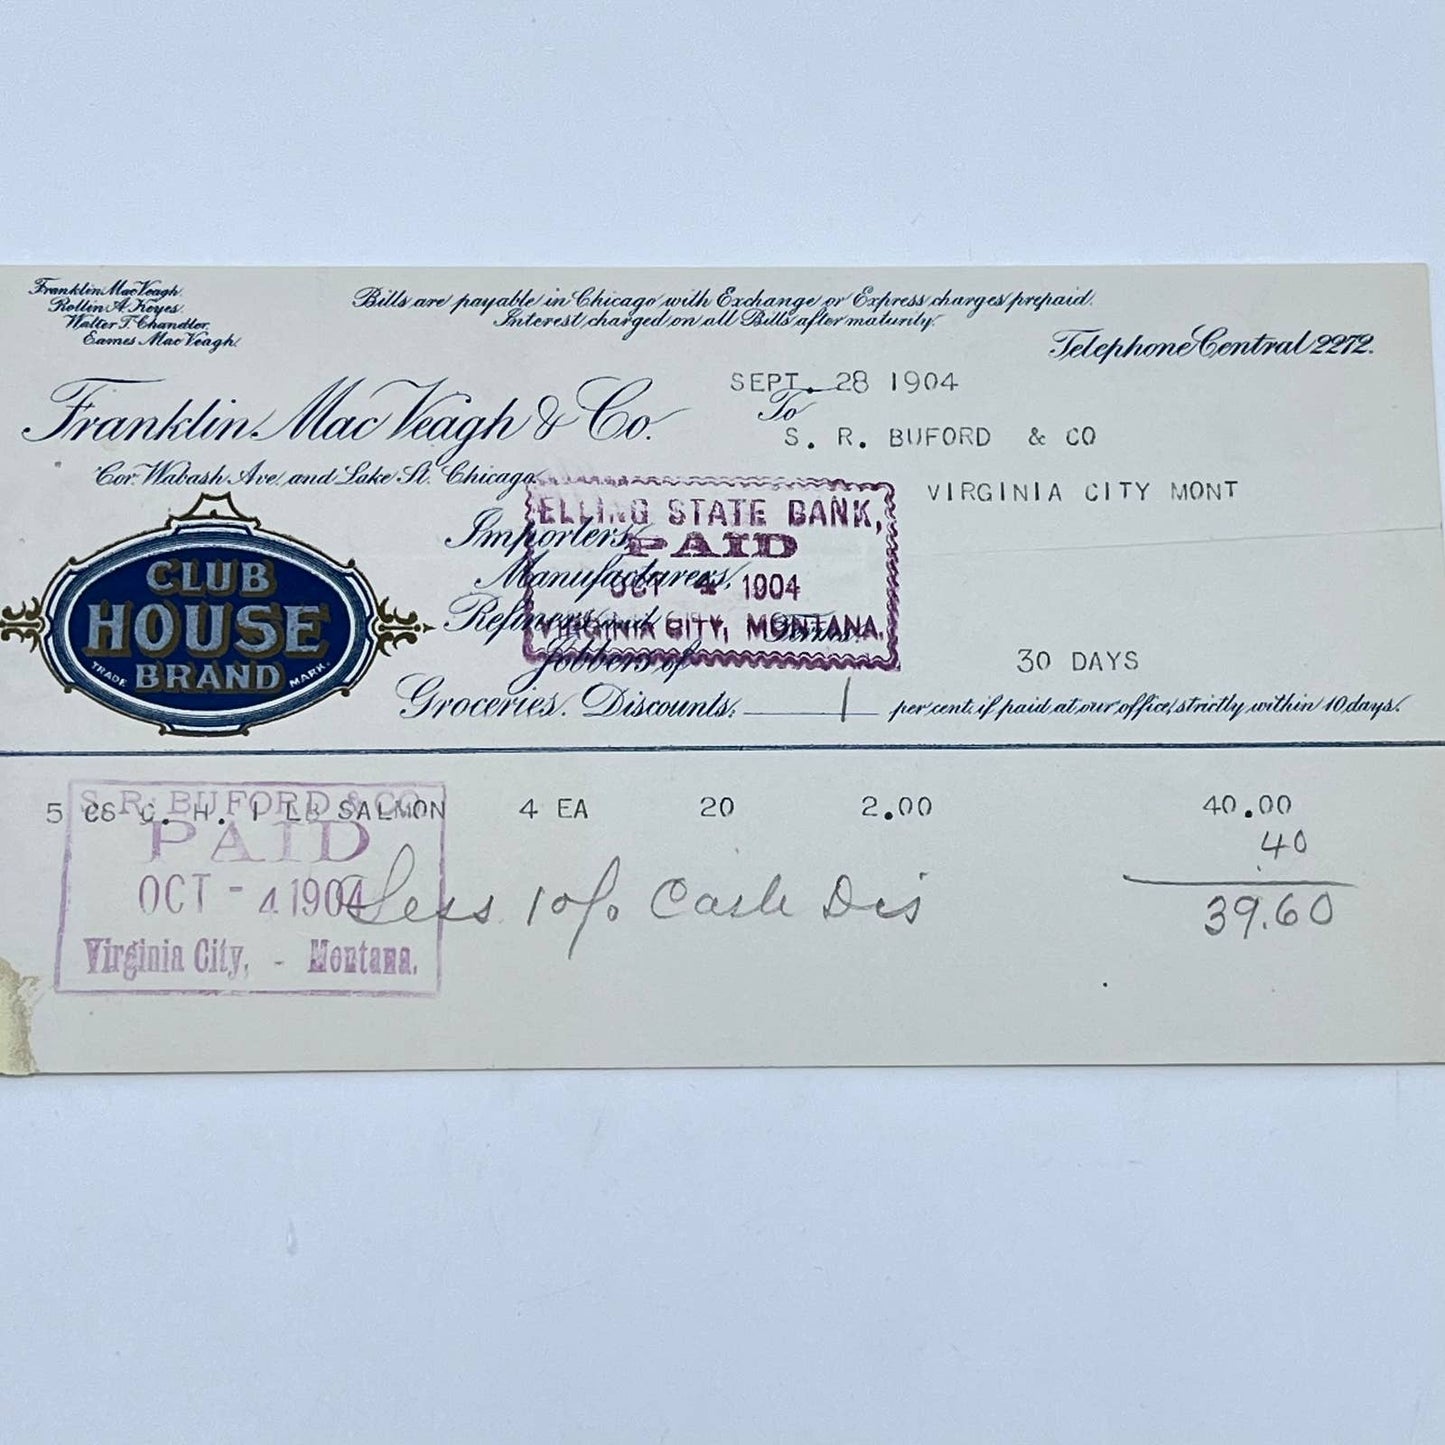 Franklin MacVeagh.
Rollin A. Keyes.
Walter T. Chandler.
Eames MacVeagh.
Bills are payable in Chicago with Exchange or Express charges prepaid.
Interest charged on all Bills after maturity.
Telephone Central 2272.
SEPT. 28 1904
Franklin MacVeagh & Co.
To
S. R. BUFORD & CO
Cor. Wabash Ave. and Lake St. Chicago.
VIRGINIA CITY MONT
ELLING STATE BANK,
PAID
OCT 4 1904
VIRGINIA CITY, MONTANA.
Importers,
Manufacturers,
Refiners and
Jobbers of
Groceries.
CLUB
HOUSE
BRAND
TRADE MARK.
Terms
30 DAYS
Discounts: 1 per cent. if paid at our office, strictly within 10 days.
5 CS C. H. 1 LB SALMON 4 EA 20 2.00 40.00
.40
Less 1 o/o Cash Dis 39.60
S. R. BUFORD & CO.
PAID
OCT - 4 1904
Virginia City, - Montana.